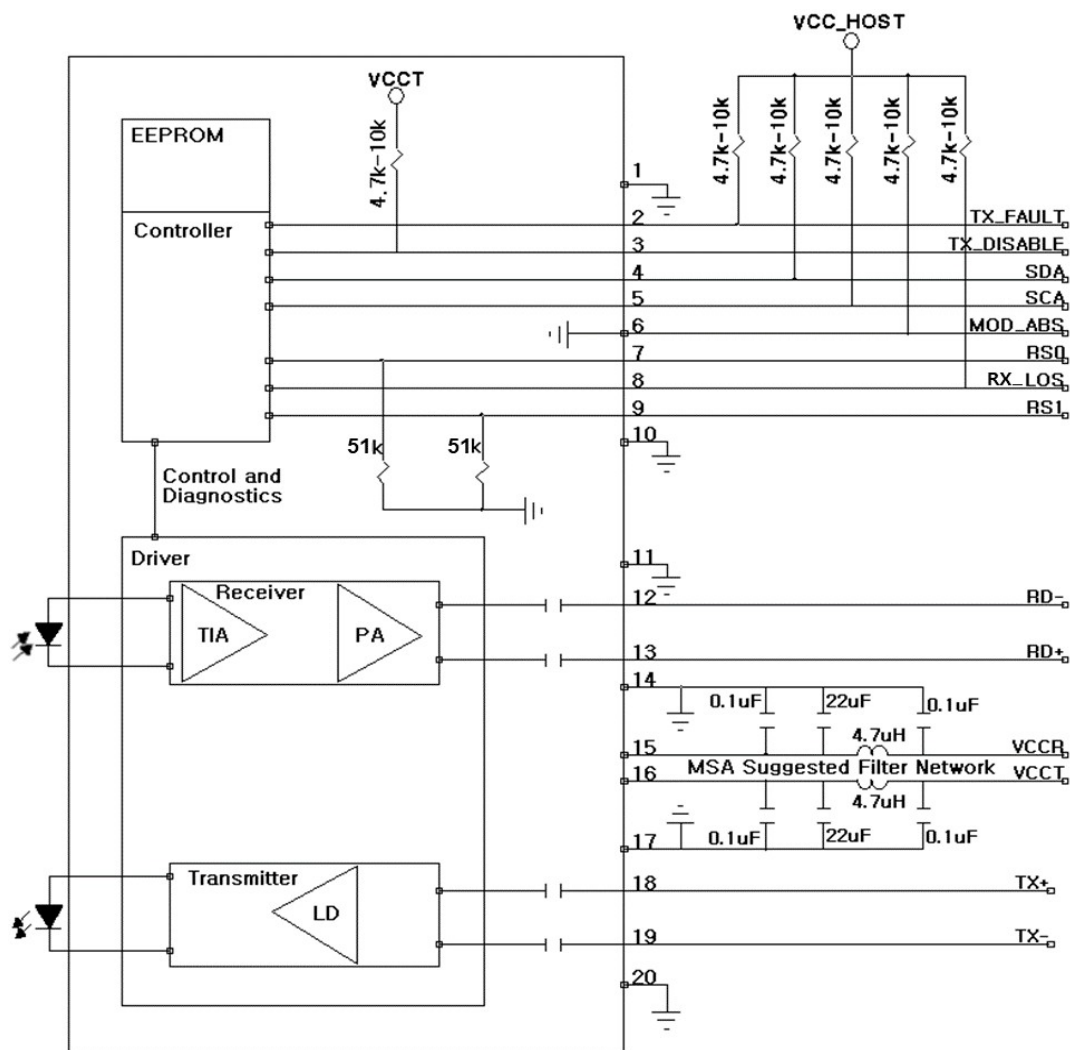 VCC_HOST
VCCT
4.7k-10k
4.7k-10k
4.7k-10k
4.7k-10k
4.7k-10k
4.7k-10k
EEPROM
Controller
1
2
TX_FAULT
3
TX_DISABLE
4
SDA
5
SCA
6
MOD_ABS
7
RS0
8
RX_LOS
9
RS1
10
51k
51k
Control and
Diagnostics
Driver
11
Receiver
TIA
PA
12
RD-
13
RD+
14
0.1uF
22uF
0.1uF
4.7uH
15
VCCR
MSA Suggested Filter Network
16
VCCT
4.7uH
0.1uF
22uF
0.1uF
17
Transmitter
LD
18
TX+
19
TX-
20